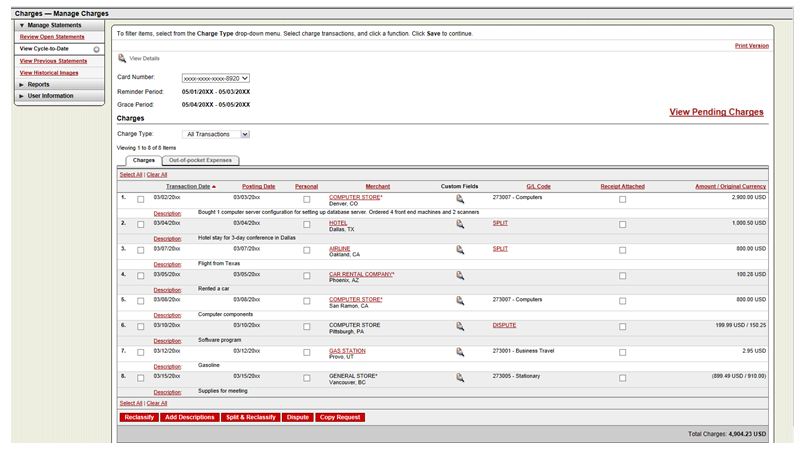 Charges — Manage Charges
▼ Manage Statements
Review Open Statements
View Cycle-to-Date
View Previous Statements
View Historical Images
► Reports
► User Information
To filter items, select from the Charge Type drop-down menu. Select charge transactions, and click a function. Click Save to continue.
Print Version
View Details
Card Number: xxxx-xxxx-xxxx-8920
Reminder Period: 05/01/20XX - 05/03/20XX
Grace Period: 05/04/20XX - 05/05/20XX
View Pending Charges
Charges
Charge Type: All Transactions
Viewing 1 to 8 of 8 Items
Charges Out-of-pocket Expenses
Select All | Clear All
Transaction Date ▲ Posting Date Personal Merchant Custom Fields G/L Code Receipt Attached Amount / Original Currency
1. 03/02/20xx 03/03/20xx COMPUTER STORE* 273007 - Computers 2,900.00 USD
Denver, CO
Description Bought 1 computer server configuration for setting up database server. Ordered 4 front end machines and 2 scanners
2. 03/04/20xx 03/04/20xx HOTEL SPLIT 1,000.50 USD
Dallas, TX
Description Hotel stay for 3-day conference in Dallas
3. 03/07/20xx 03/07/20xx AIRLINE SPLIT 800.00 USD
Oakland, CA
Description Flight from Texas
4. 03/05/20xx 03/05/20xx CAR RENTAL COMPANY* 100.28 USD
Phoenix, AZ
Description Rented a car
5. 03/08/20xx 03/08/20xx COMPUTER STORE* 273007 - Computers 800.00 USD
San Ramon, CA
Description Computer components
6. 03/10/20xx 03/10/20xx COMPUTER STORE DISPUTE 199.99 USD / 150.25
Pittsburgh, PA
Description Software program
7. 03/12/20xx 03/12/20xx GAS STATION 273001 - Business Travel 2.95 USD
Provo, UT
Description Gasoline
8. 03/15/20xx 03/15/20xx GENERAL STORE* 273005 - Stationary (899.49 USD / 910.00)
Vancouver, BC
Description Supplies for meeting
Select All | Clear All
Reclassify Add Descriptions Split & Reclassify Dispute Copy Request
Total Charges: 4,904.23 USD